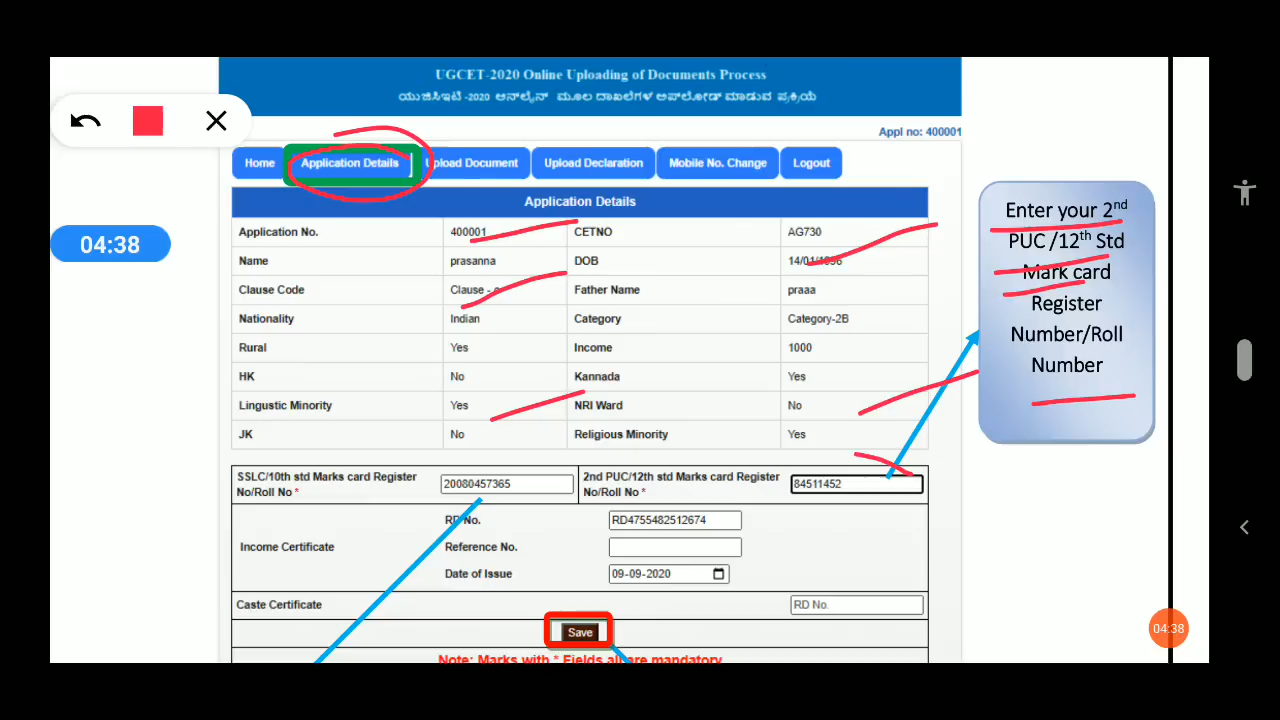 UGCET-2020 Online Uploading of Documents Process
ಯುಜಿಸಿಇಟಿ -2020 ಆನ್‌ಲೈನ್ ಮೂಲ ದಾಖಲೆಗಳ ಅಪ್‌ಲೋಡ್ ಮಾಡುವ ಪ್ರಕ್ರಿಯೆ
Appl no: 400001
Home Application Details Upload Document Upload Declaration Mobile No. Change Logout
Application Details
Application No. 400001 CETNO AG730
Name prasanna DOB 14/01/1996
Clause Code Clause - Father Name praaa
Nationality Indian Category Category-2B
Rural Yes Income 1000
HK No Kannada Yes
Lingustic Minority Yes NRI Ward No
JK No Religious Minority Yes
SSLC/10th std Marks card Register No/Roll No * 20080457365
2nd PUC/12th std Marks card Register No/Roll No * 84511452
Income Certificate
RD No. RD4755482512674
Reference No.
Date of Issue 09-09-2020
Caste Certificate RD No.
Save
Note: Marks with * Fields all are mandatory
Enter your 2nd
PUC /12th Std
Mark card
Register
Number/Roll
Number
04:38
04:38